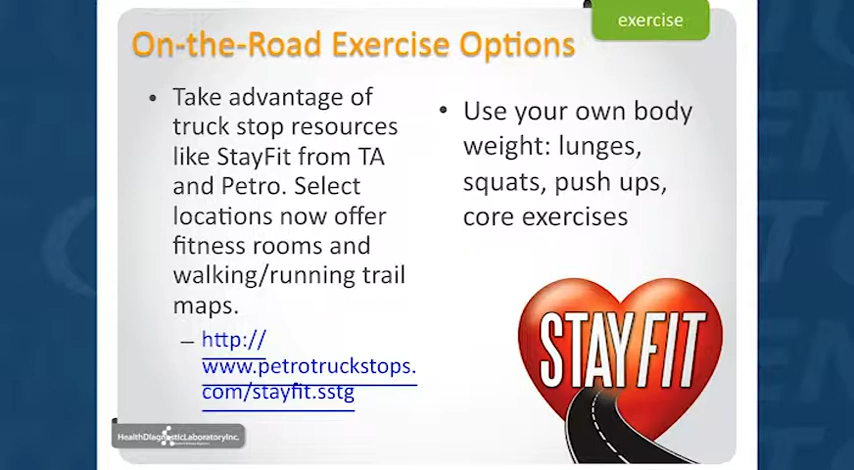 exercise
On-the-Road Exercise Options
• Take advantage of
truck stop resources
like StayFit from TA
and Petro. Select
locations now offer
fitness rooms and
walking/running trail
maps.
– http://
www.petrotruckstops.
com/stayfit.sstg
• Use your own body
weight: lunges,
squats, push ups,
core exercises
STAYFIT
HealthDiagnosticLaboratoryInc.